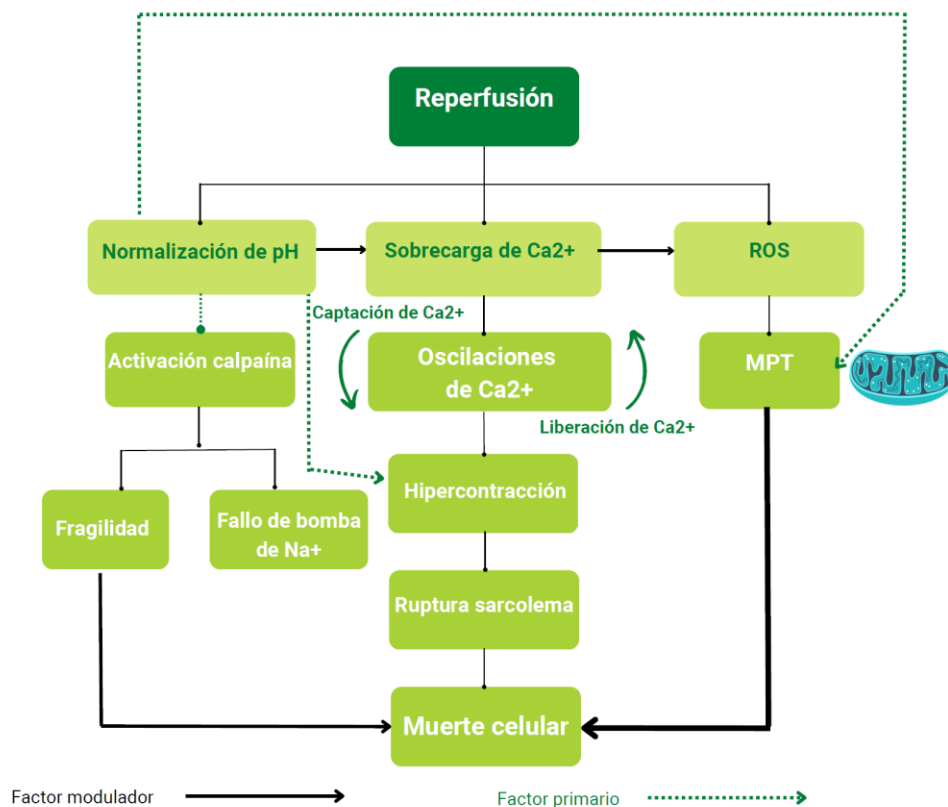 Reperfusión
Normalización de pH
Sobrecarga de Ca2+
ROS
Captación de Ca2+
Activación calpaína
Oscilaciones
de Ca2+
MPT
Liberación de Ca2+
Hipercontracción
Fragilidad
Fallo de bomba
de Na+
Ruptura sarcolema
Muerte celular
Factor modulador
Factor primario